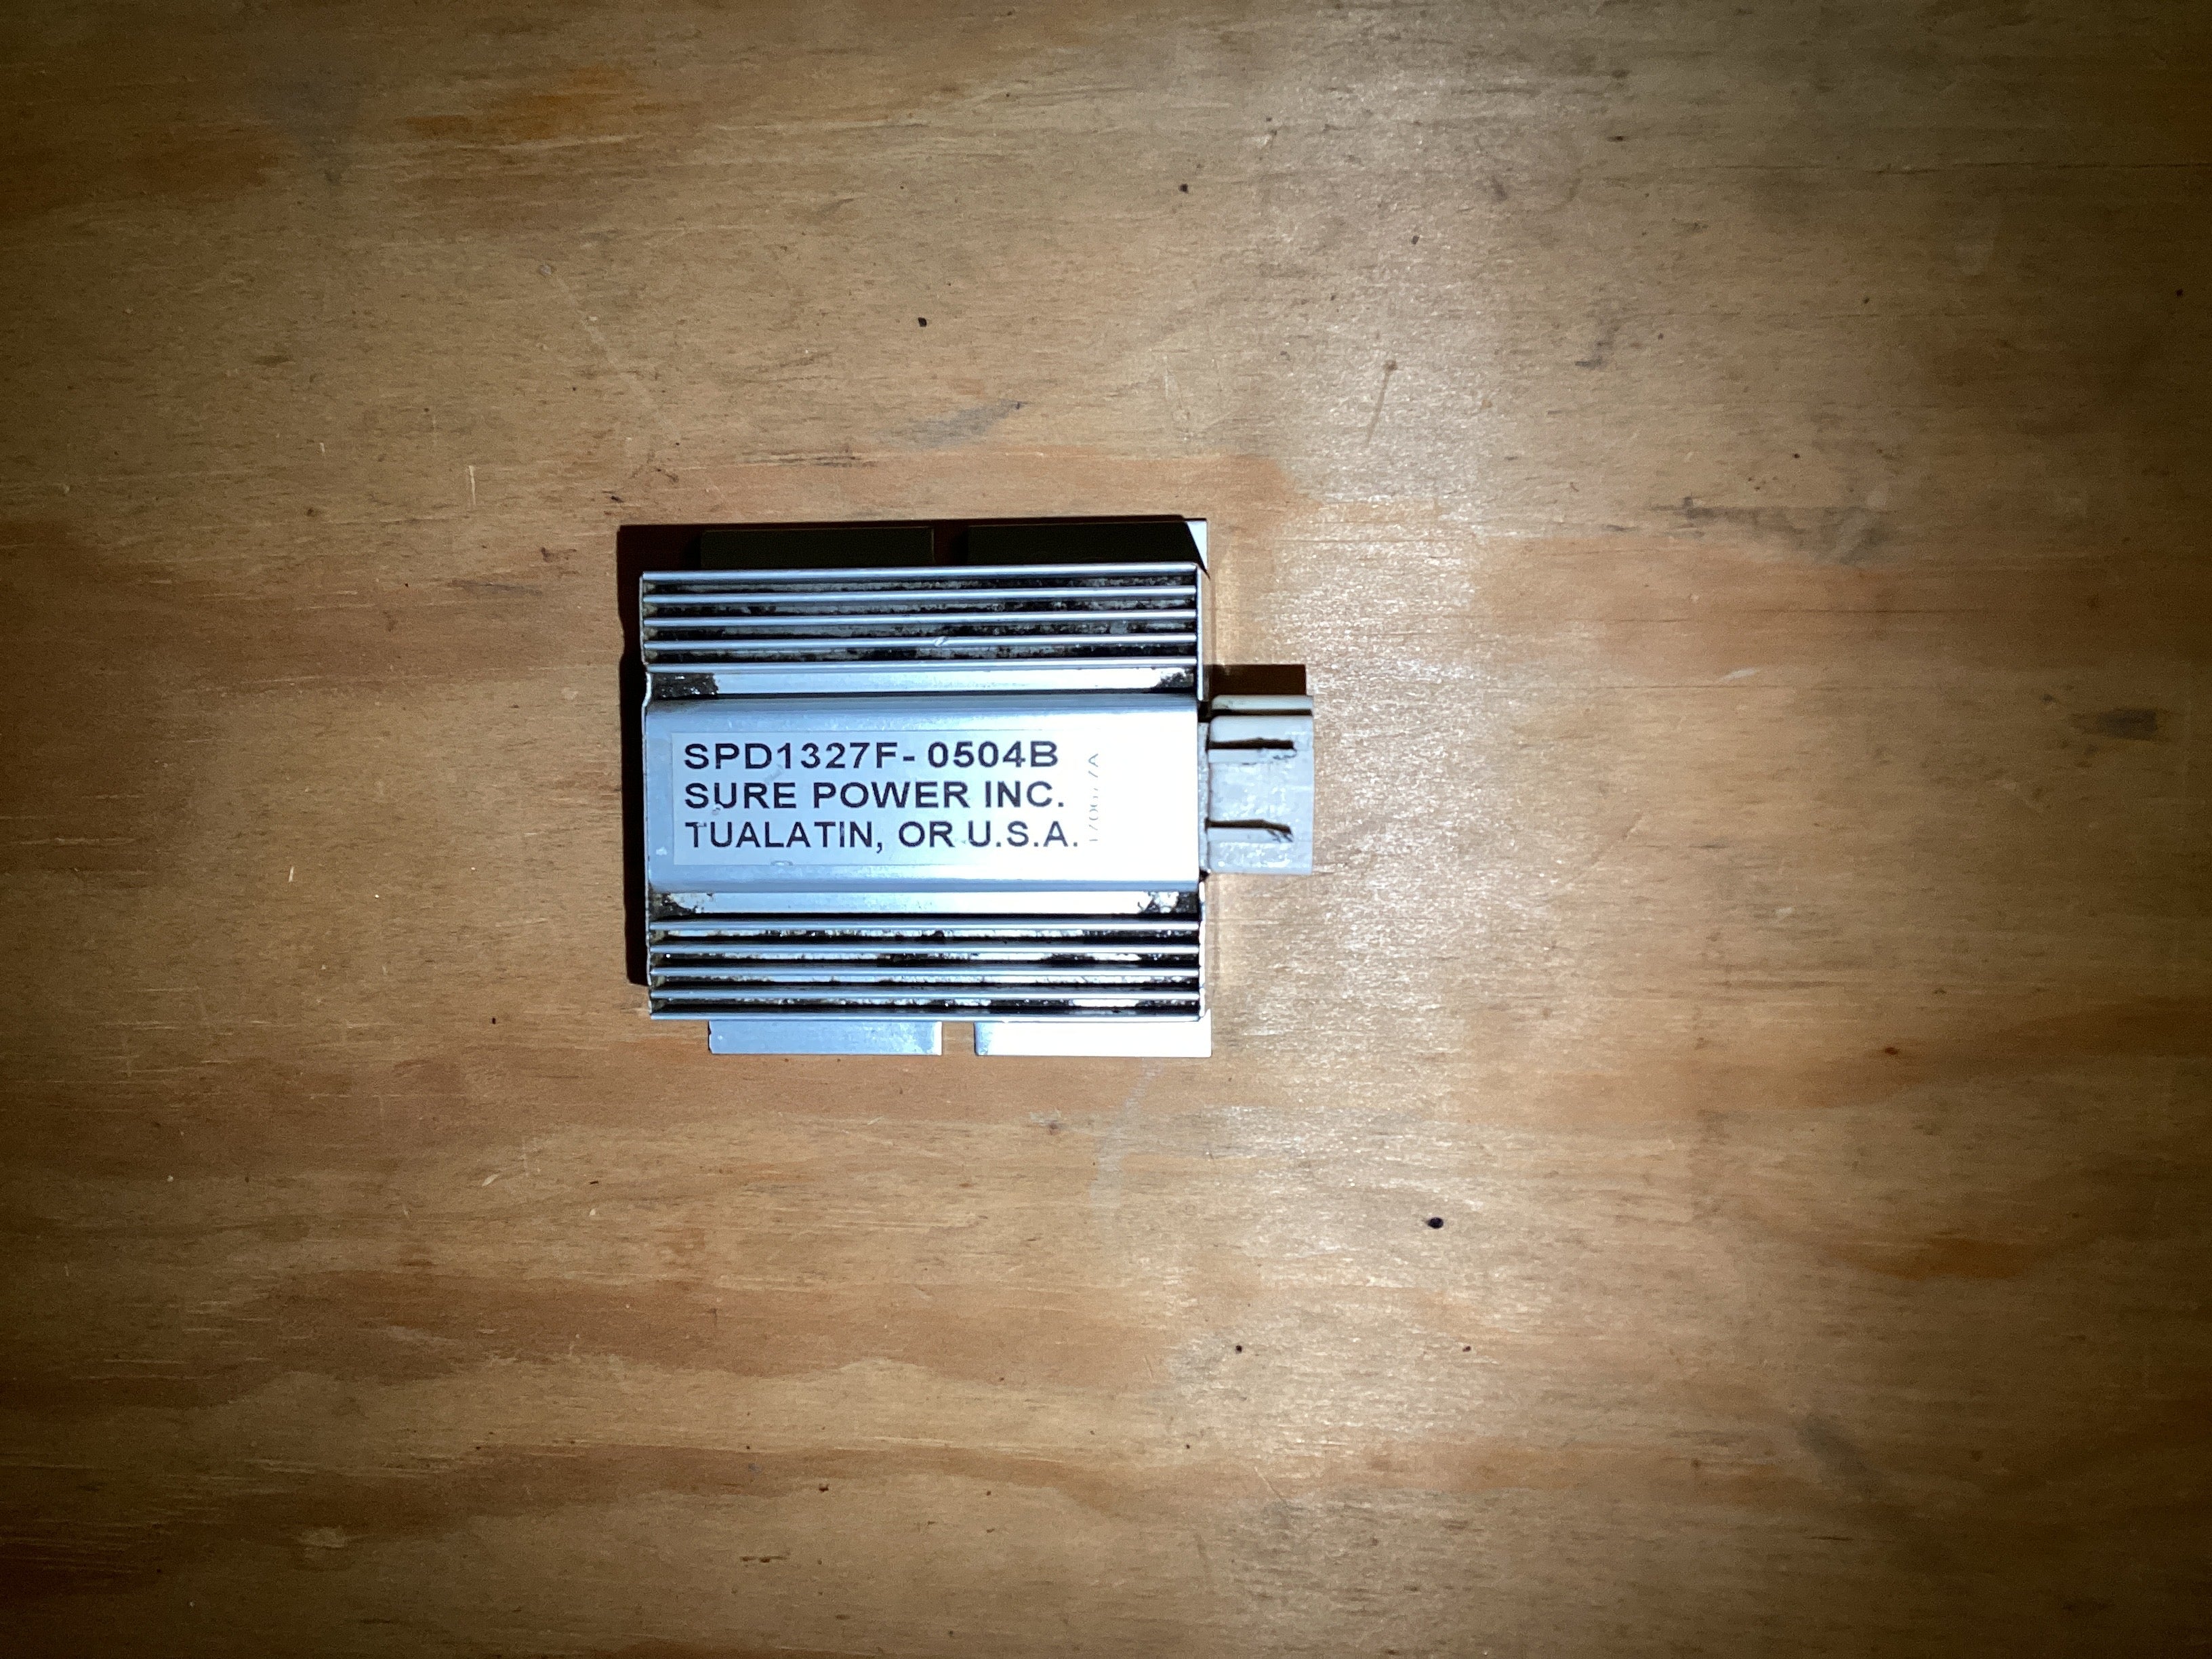 SPD1327F- 0504B
SURE POWER INC.
TUALATIN, OR U.S.A.